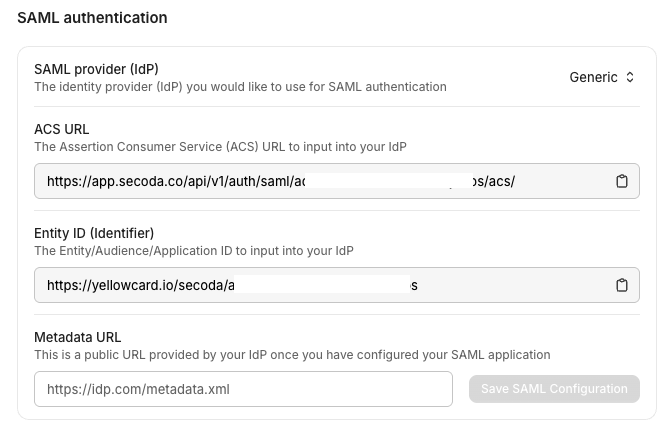 SAML authentication
SAML provider (IdP)
The identity provider (IdP) you would like to use for SAML authentication
Generic
ACS URL
The Assertion Consumer Service (ACS) URL to input into your IdP
https://app.secoda.co/api/v1/auth/saml/ os/acs/
Entity ID (Identifier)
The Entity/Audience/Application ID to input into your IdP
https://yellowcard.io/secoda/a s
Metadata URL
This is a public URL provided by your IdP once you have configured your SAML application
https://idp.com/metadata.xml
Save SAML Configuration